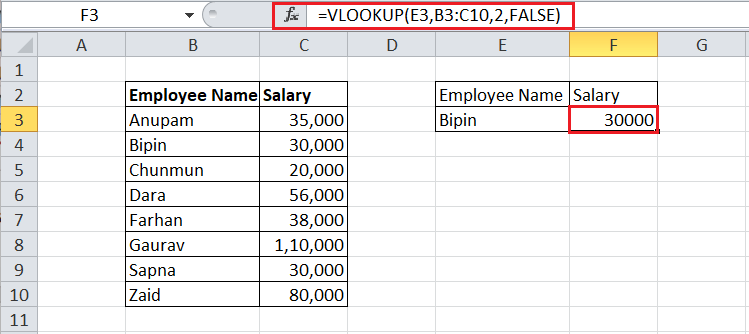 F3 fx =VLOOKUP(E3,B3:C10,2,FALSE)
A B C D E F G
1
2 Employee Name Salary Employee Name Salary
3 Anupam 35,000 Bipin 30000
4 Bipin 30,000
5 Chunmun 20,000
6 Dara 56,000
7 Farhan 38,000
8 Gaurav 1,10,000
9 Sapna 30,000
10 Zaid 80,000
11